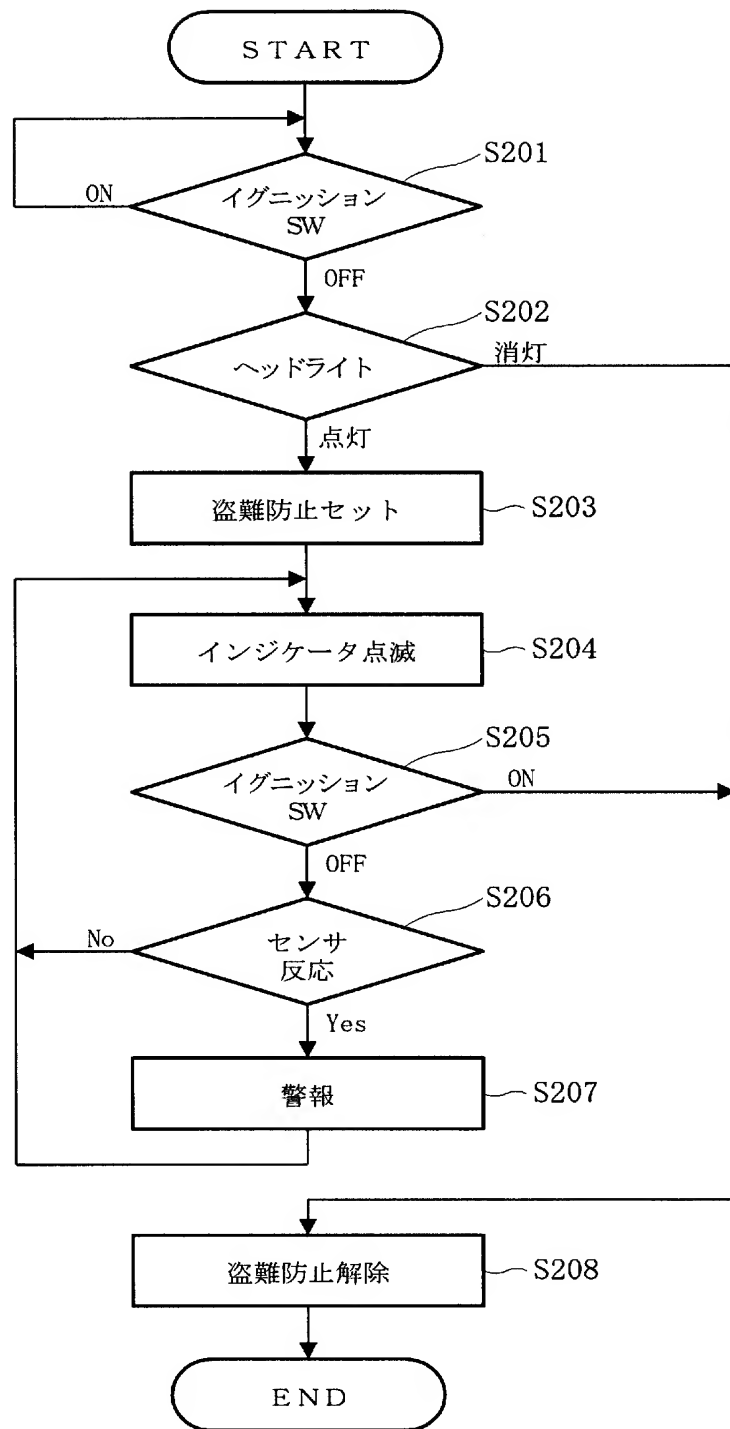 START
S201
イグニッション
SW
ON
OFF
S202
ヘッドライト
消灯
点灯
盗難防止セット
S203
インジケータ点滅
S204
S205
イグニッション
SW
ON
OFF
S206
センサ
反応
No
Yes
警報
S207
盗難防止解除
S208
END